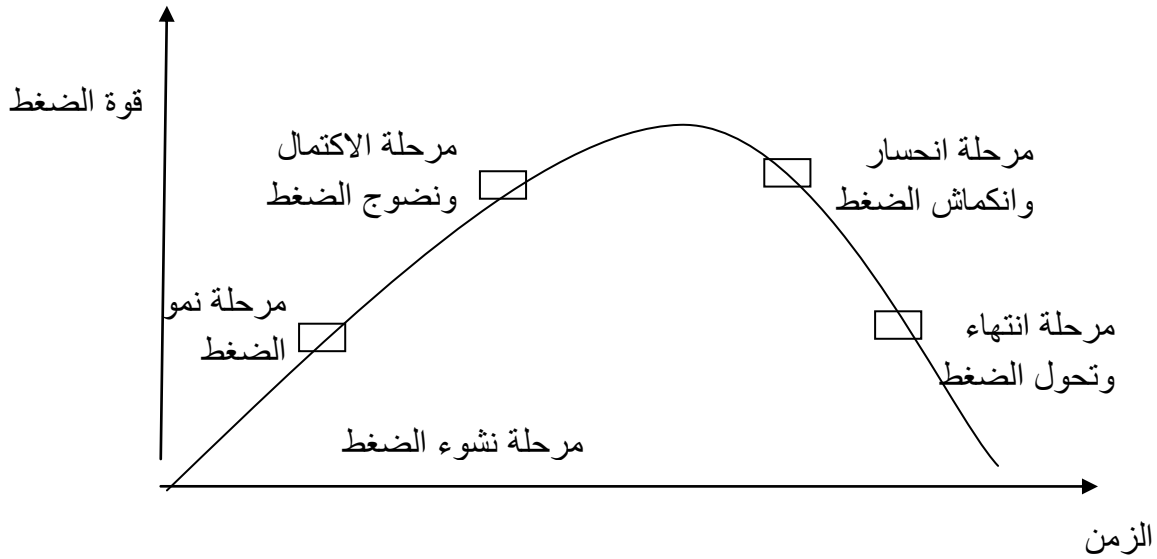 قوة الضغط
مرحلة الاكتمال
ونضوج الضغط
مرحلة انحسار
وانكماش الضغط
مرحلة نمو
الضغط
مرحلة انتهاء
وتحول الضغط
مرحلة نشوء الضغط
الزمن